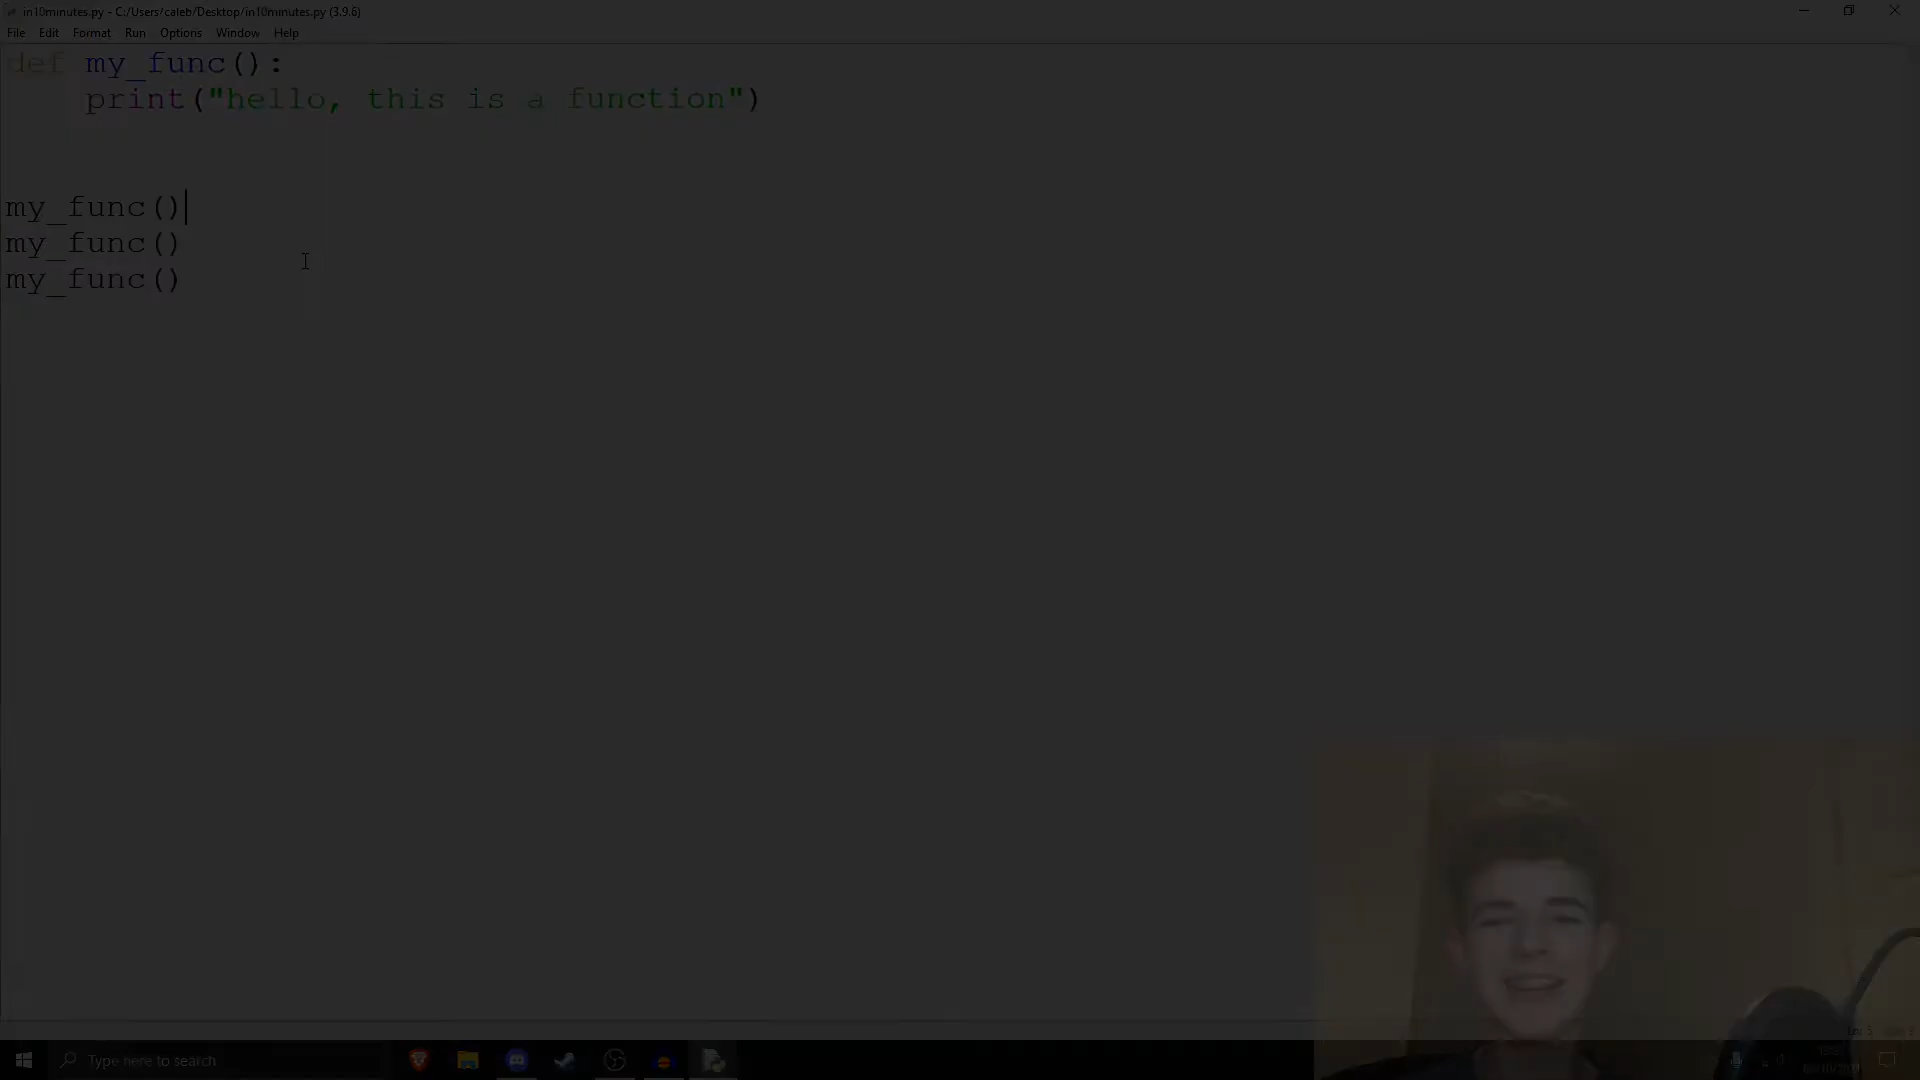 in10minutes.py - C:/Users/caleb/Desktop/in10minutes.py (3.9.6)
File Edit Format Run Options Window Help
def my_func():
    print("hello, this is a function")
my_func()
my_func()
my_func()
Type here to search